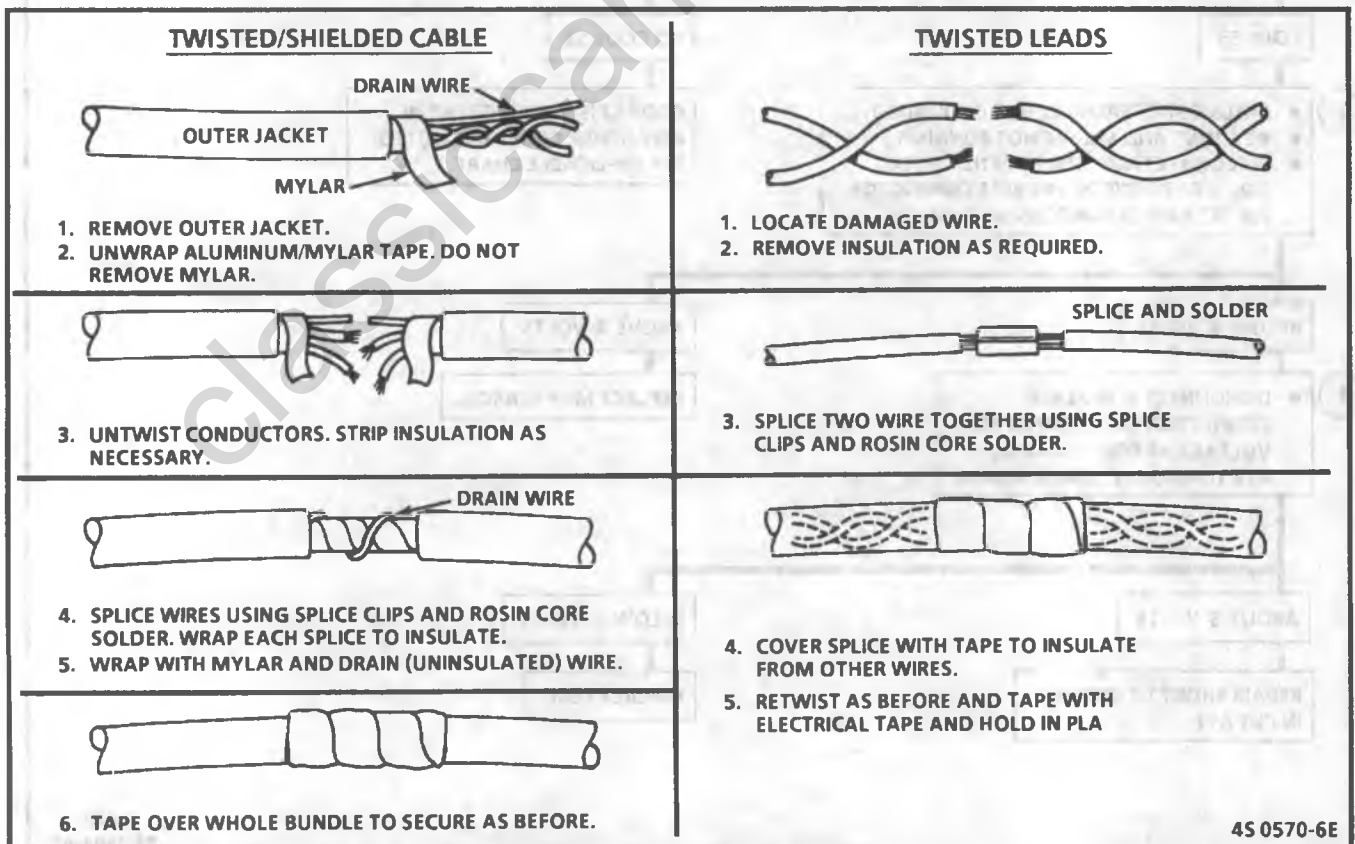 TWISTED/SHIELDED CABLE
DRAIN WIRE
OUTER JACKET
MYLAR
1. REMOVE OUTER JACKET.
2. UNWRAP ALUMINUM/MYLAR TAPE. DO NOT
REMOVE MYLAR.
3. UNTWIST CONDUCTORS. STRIP INSULATION AS
NECESSARY.
DRAIN WIRE
4. SPLICE WIRES USING SPLICE CLIPS AND ROSIN CORE
SOLDER. WRAP EACH SPLICE TO INSULATE.
5. WRAP WITH MYLAR AND DRAIN (UNINSULATED) WIRE.
6. TAPE OVER WHOLE BUNDLE TO SECURE AS BEFORE.
TWISTED LEADS
1. LOCATE DAMAGED WIRE.
2. REMOVE INSULATION AS REQUIRED.
SPLICE AND SOLDER
3. SPLICE TWO WIRE TOGETHER USING SPLICE
CLIPS AND ROSIN CORE SOLDER.
4. COVER SPLICE WITH TAPE TO INSULATE
FROM OTHER WIRES.
5. RETWIST AS BEFORE AND TAPE WITH
ELECTRICAL TAPE AND HOLD IN PLA
4S 0570-6E
classicam